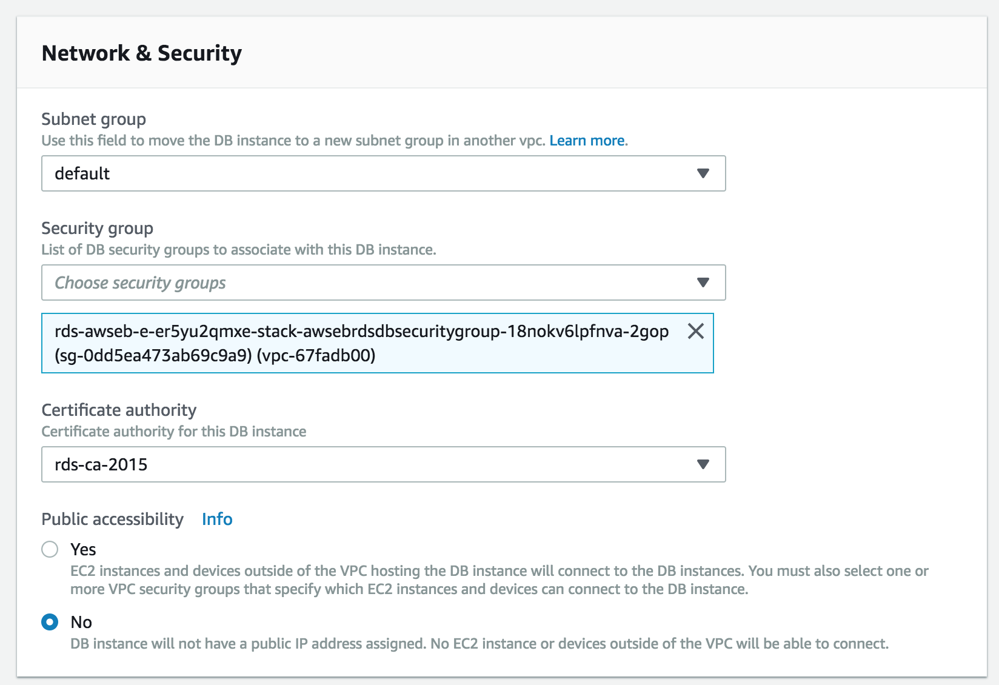 Network & Security
Subnet group
Use this field to move the DB instance to a new subnet group in another vpc. Learn more.
default
Security group
List of DB security groups to associate with this DB instance.
Choose security groups
rds-awseb-e-er5yu2qmxe-stack-awsebrdsdbsecuritygroup-18nokv6lpfnva-2gop
(sg-0dd5ea473ab69c9a9) (vpc-67fadb00)
Certificate authority
Certificate authority for this DB instance
rds-ca-2015
Public accessibility Info
Yes
EC2 instances and devices outside of the VPC hosting the DB instance will connect to the DB instances. You must also select one or
more VPC security groups that specify which EC2 instances and devices can connect to the DB instance.
No
DB instance will not have a public IP address assigned. No EC2 instance or devices outside of the VPC will be able to connect.